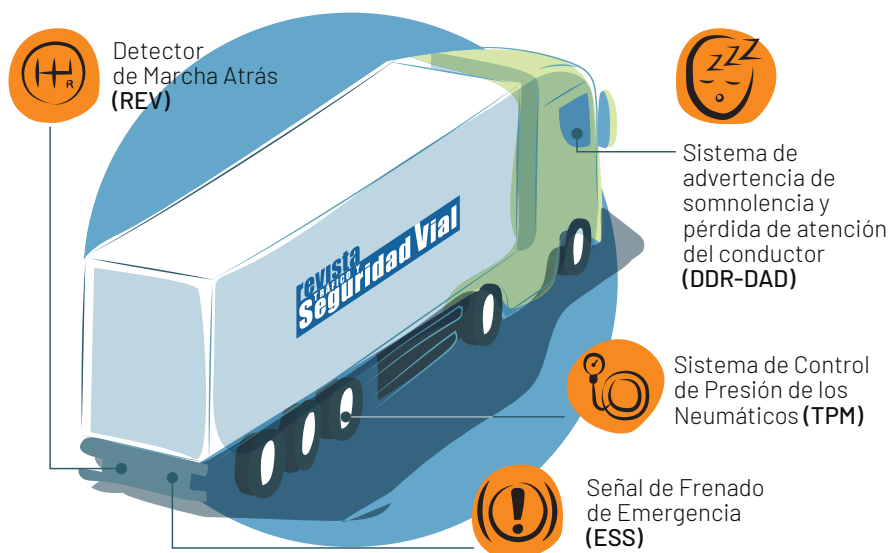 Detector
de Marcha Atrás
(REV)
R
zzz
Sistema de
advertencia de
somnolencia y
pérdida de atención
del conductor
(DDR-DAD)
revista
TRÁFICO Y
Seguridad Vial
Sistema de Control
de Presión de los
Neumáticos (TPM)
Señal de Frenado
de Emergencia
(ESS)